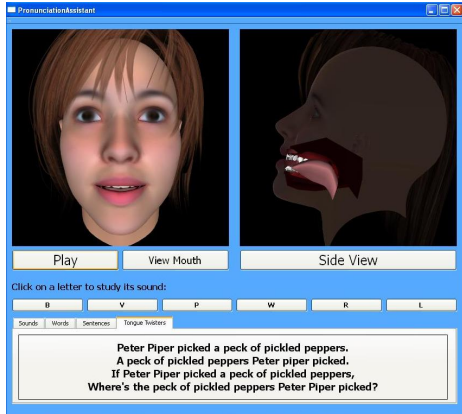 PronunciationAssistant
Play
View Mouth
Side View
Click on a letter to study its sound:
B V P W R L
Sounds Words Sentences Tongue Twisters
Peter Piper picked a peck of pickled peppers.
A peck of pickled peppers Peter piper picked.
If Peter Piper picked a peck of pickled peppers,
Where's the peck of pickled peppers Peter Piper picked?